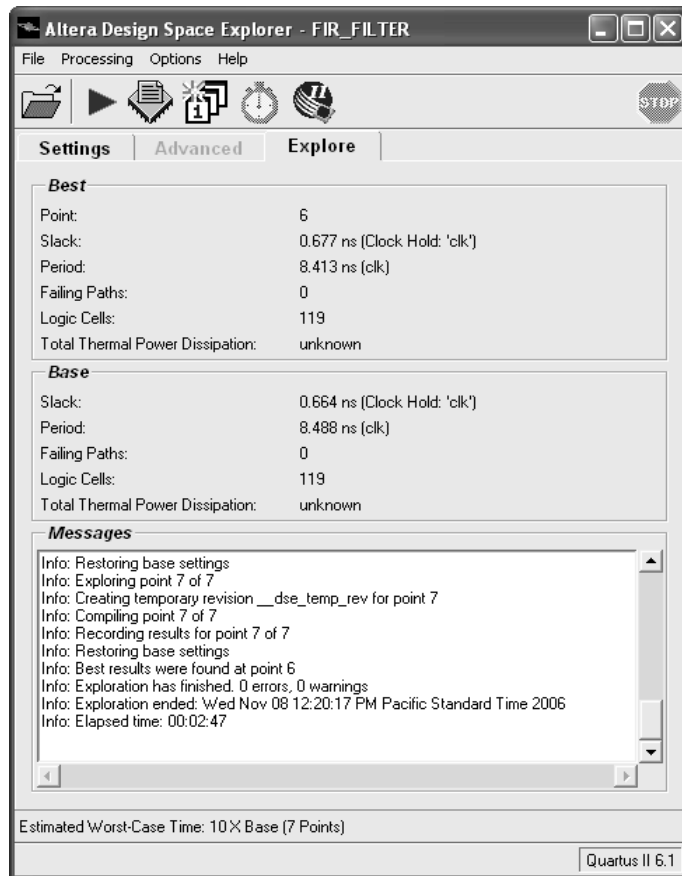 Altera Design Space Explorer - FIR_FILTER
File Processing Options Help
1 II STOP
Settings Advanced Explore
Best
Point: 6
Slack: 0.677 ns (Clock Hold: 'clk')
Period: 8.413 ns (clk)
Failing Paths: 0
Logic Cells: 119
Total Thermal Power Dissipation: unknown
Base
Slack: 0.664 ns (Clock Hold: 'clk')
Period: 8.488 ns (clk)
Failing Paths: 0
Logic Cells: 119
Total Thermal Power Dissipation: unknown
Messages
Info: Restoring base settings
Info: Exploring point 7 of 7
Info: Creating temporary revision __dse_temp_rev for point 7
Info: Compiling point 7 of 7
Info: Recording results for point 7 of 7
Info: Restoring base settings
Info: Best results were found at point 6
Info: Exploration has finished. 0 errors, 0 warnings
Info: Exploration ended: Wed Nov 08 12:20:17 PM Pacific Standard Time 2006
Info: Elapsed time: 00:02:47
Estimated Worst-Case Time: 10 X Base (7 Points)
Quartus II 6.1